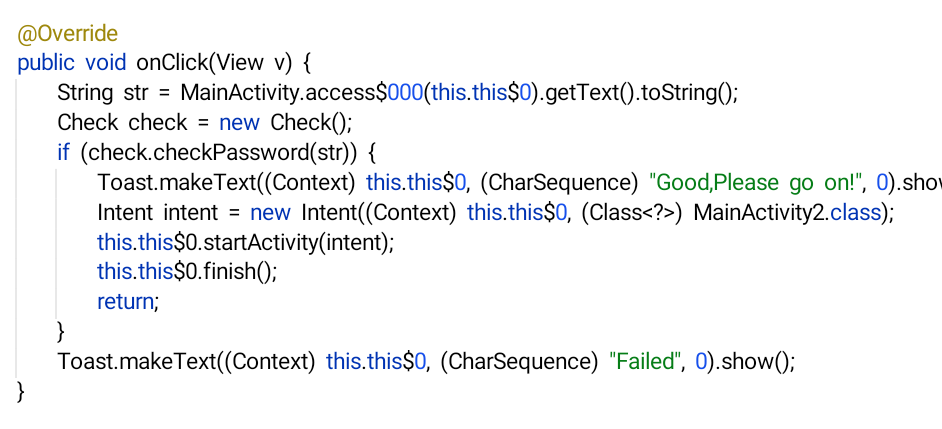 @Override
public void onClick(View v) {
String str = MainActivity.access$000(this.this$0).getText().toString();
Check check = new Check();
if (check.checkPassword(str)) {
Toast.makeText((Context) this.this$0, (CharSequence) "Good,Please go on!", 0).show
Intent intent = new Intent((Context) this.this$0, (Class<?>) MainActivity2.class);
this.this$0.startActivity(intent);
this.this$0.finish();
return;
}
Toast.makeText((Context) this.this$0, (CharSequence) "Failed", 0).show();
}